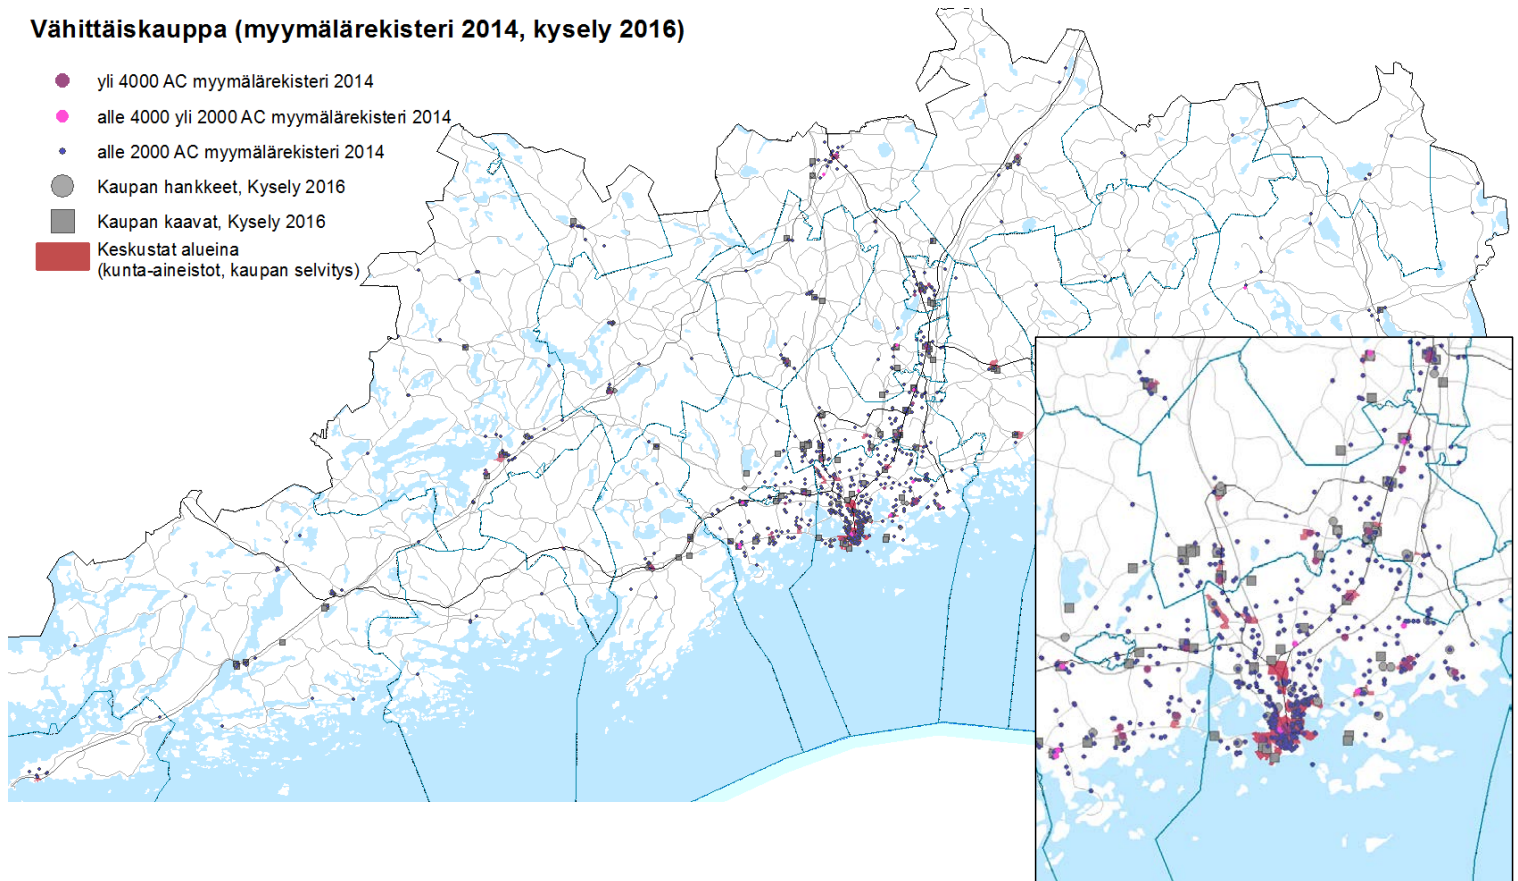 Vähittäiskauppa (myymälärekisteri 2014, kysely 2016)
yli 4000 AC myymälärekisteri 2014
alle 4000 yli 2000 AC myymälärekisteri 2014
alle 2000 AC myymälärekisteri 2014
Kaupan hankkeet, Kysely 2016
Kaupan kaavat, Kysely 2016
Keskustat alueina
(kunta-aineistot, kaupan selvitys)